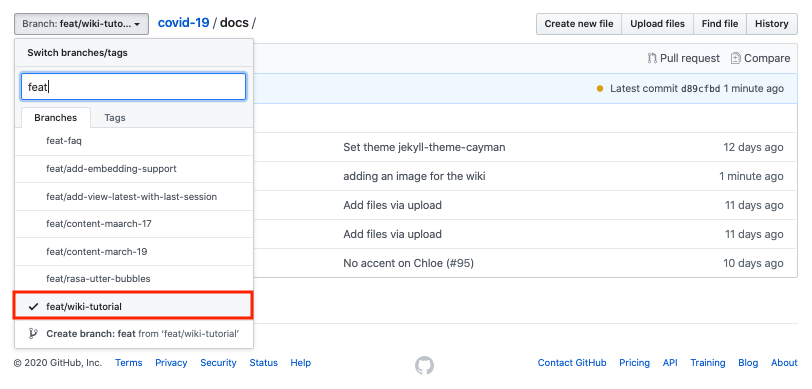 Branch: feat/wiki-tuto...
covid-19 / docs /
Create new file
Upload files
Find file
History
Switch branches/tags
Pull request
Compare
feat
Latest commit d89cfbd 1 minute ago
Branches
Tags
feat-faq
Set theme jekyll-theme-cayman
12 days ago
feat/add-embedding-support
adding an image for the wiki
1 minute ago
feat/add-view-latest-with-last-session
Add files via upload
11 days ago
feat/content-maarch-17
Add files via upload
11 days ago
feat/content-march-19
No accent on Chloe (#95)
10 days ago
feat/rasa-utter-bubbles
feat/wiki-tutorial
Create branch: feat from ‘feat/wiki-tutorial’
© 2020 GitHub, Inc.
Terms
Privacy
Security
Status
Help
Contact GitHub
Pricing
API
Training
Blog
About